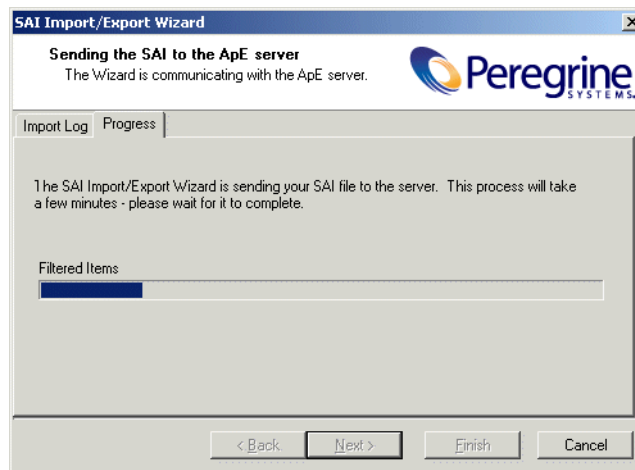 SAI Import/Export Wizard
Sending the SAI to the ApE server
The Wizard is communicating with the ApE server.
Peregrine
SYSTEMS
Import Log
Progress
The SAI Import/Export Wizard is sending your SAI file to the server. This process will take
a few minutes - please wait for it to complete.
Filtered Items
< Back
Next >
Finish
Cancel